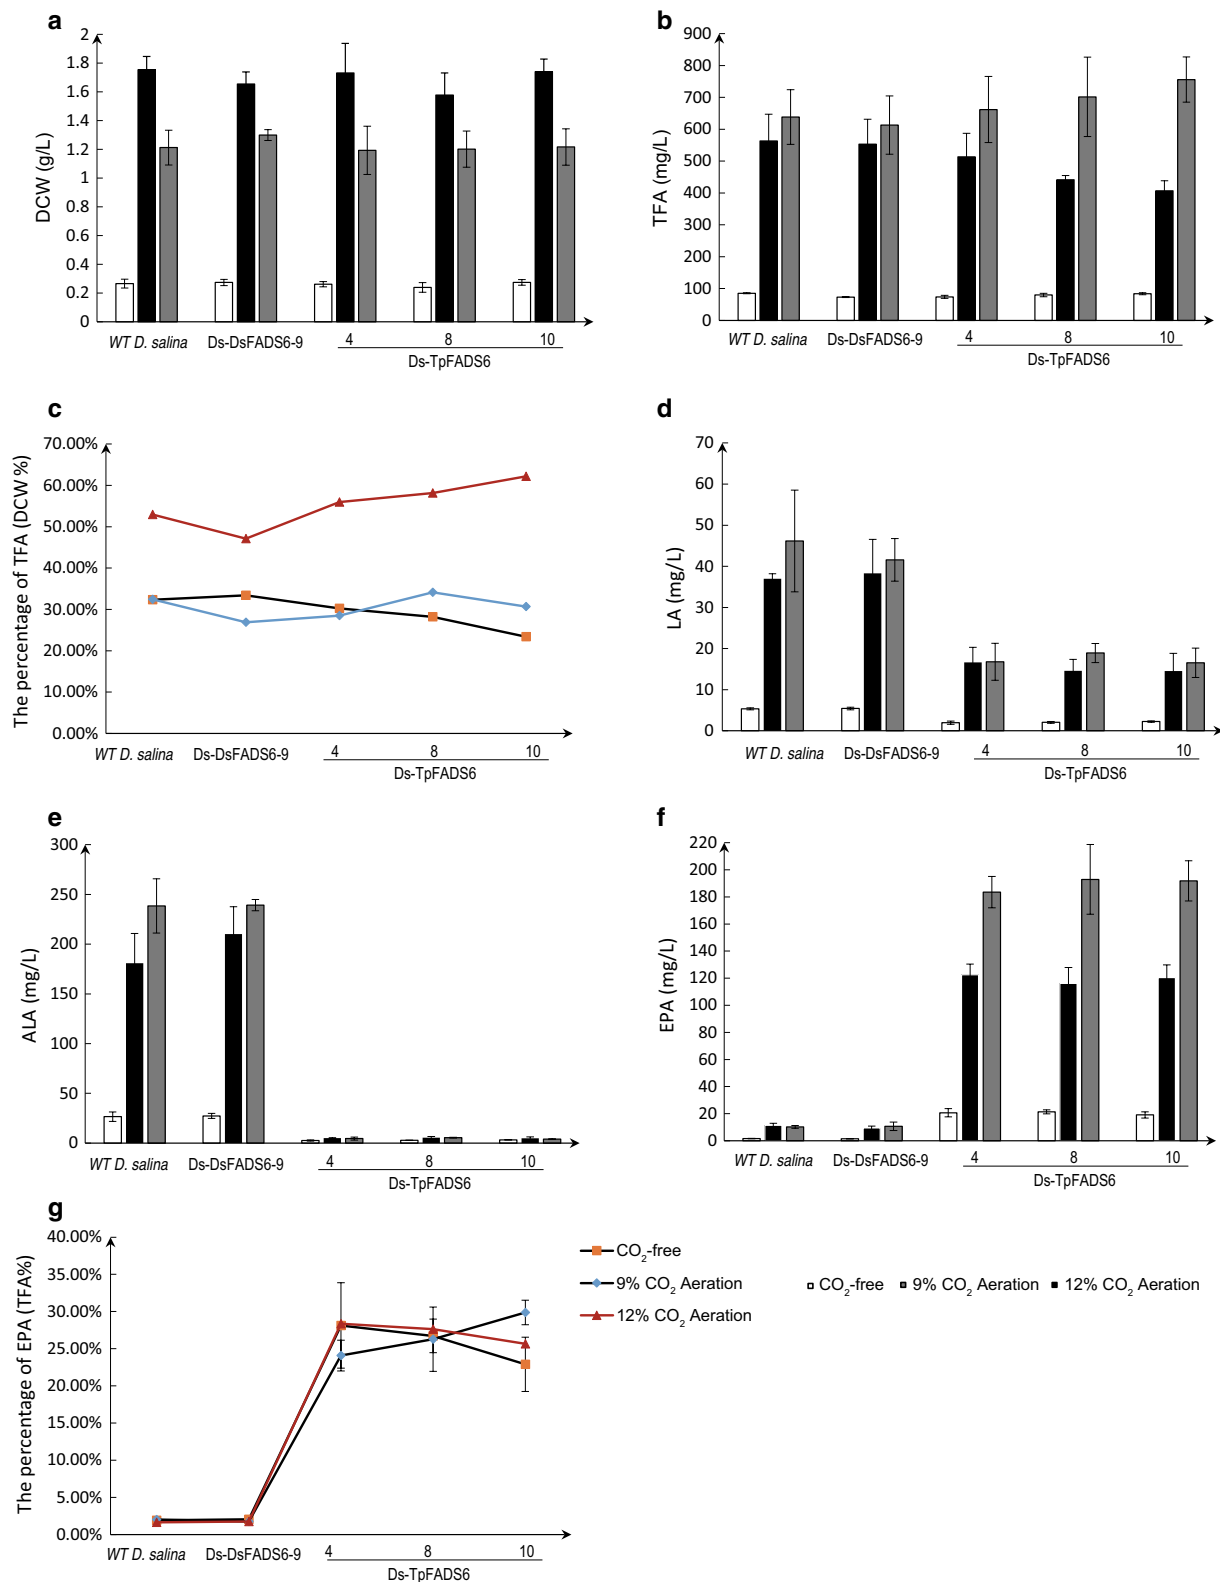 a
2
1.8
1.6
1.4
1.2
1
0.8
0.6
0.4
0.2
0
DCW (g/L)
WT D. salina Ds-DsFADS6-9 4 8 10
Ds-TpFADS6
b
900
800
700
600
500
400
300
200
100
0
TFA (mg/L)
WT D. salina Ds-DsFADS6-9 4 8 10
Ds-TpFADS6
c
70.00%
60.00%
50.00%
40.00%
30.00%
20.00%
10.00%
0.00%
The percentage of TFA (DCW %)
WT D. salina Ds-DsFADS6-9 4 8 10
Ds-TpFADS6
d
70
60
50
40
30
20
10
0
LA (mg/L)
WT D. salina Ds-DsFADS6-9 4 8 10
Ds-TpFADS6
e
300
250
200
150
100
50
0
ALA (mg/L)
WT D. salina Ds-DsFADS6-9 4 8 10
Ds-TpFADS6
f
220
200
180
160
140
120
100
80
60
40
20
0
EPA (mg/L)
WT D. salina Ds-DsFADS6-9 4 8 10
Ds-TpFADS6
g
40.00%
35.00%
30.00%
25.00%
20.00%
15.00%
10.00%
5.00%
0.00%
The percentage of EPA (TFA%)
WT D. salina Ds-DsFADS6-9 4 8 10
Ds-TpFADS6
CO₂-free
9% CO₂ Aeration
12% CO₂ Aeration
CO₂-free 9% CO₂ Aeration 12% CO₂ Aeration